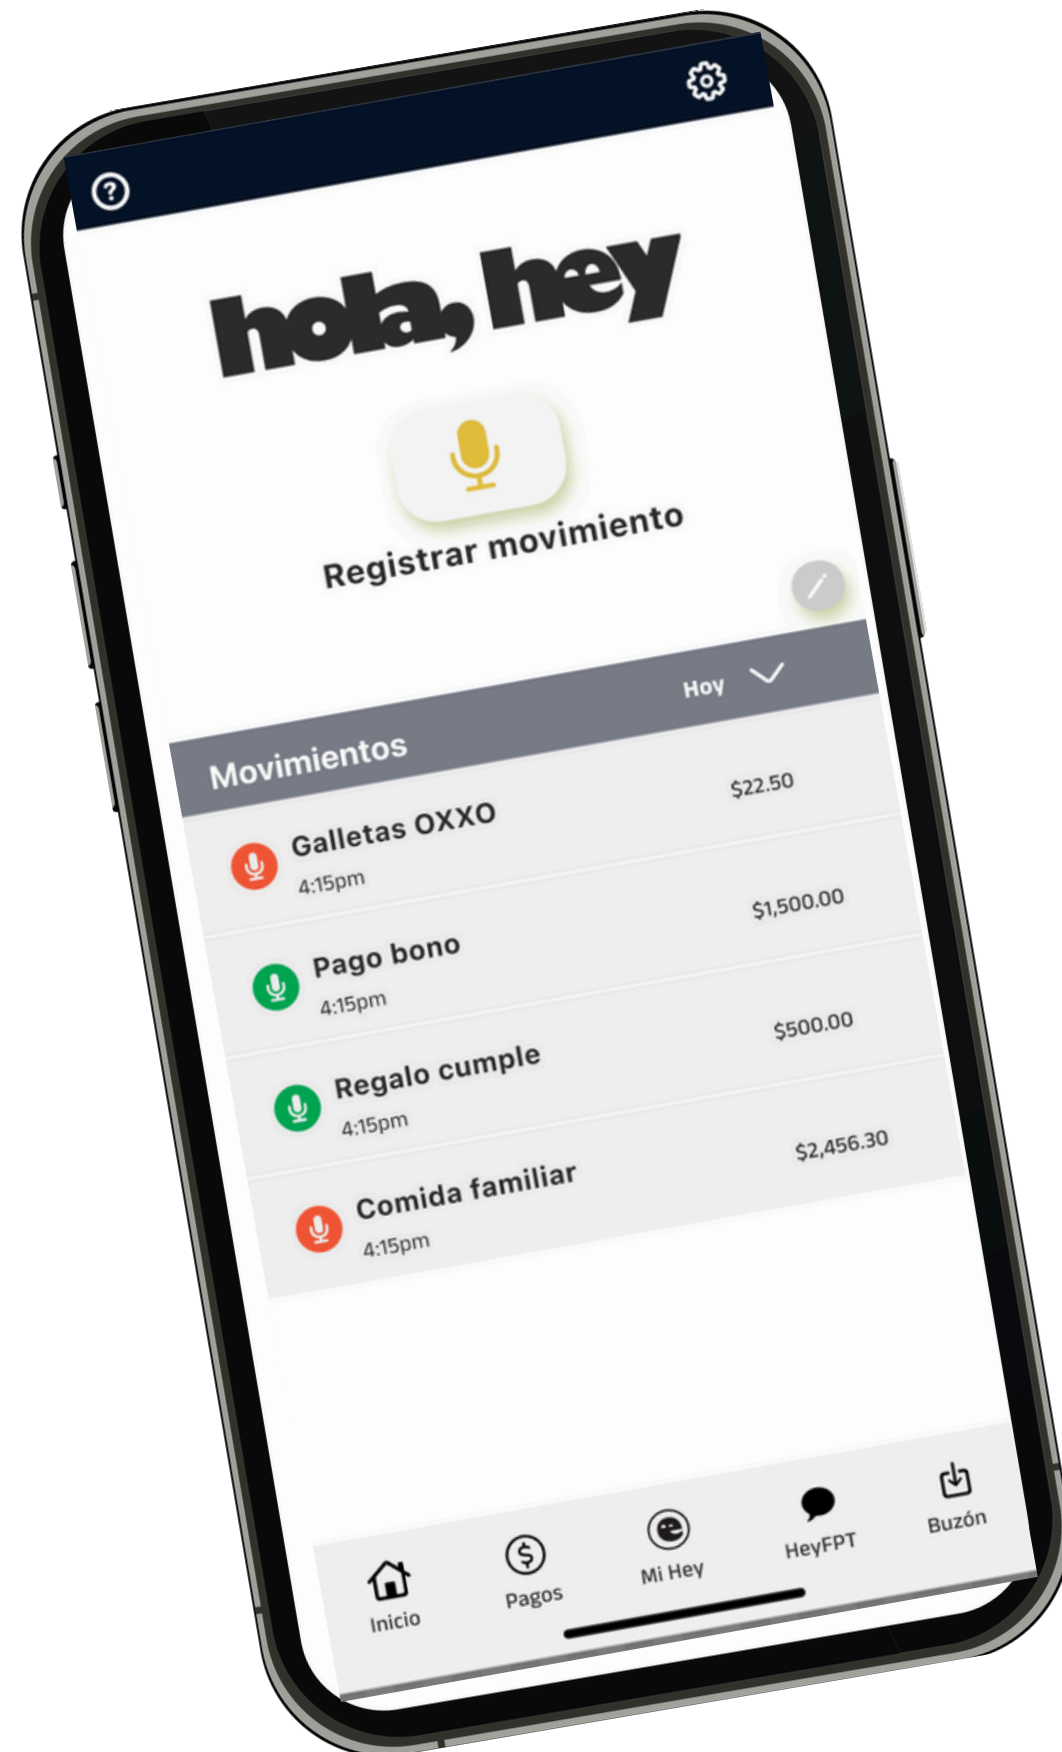 hola, hey
Registrar movimiento
Movimientos Hoy
Galletas OXXO $22.50
4:15pm
Pago bono $1,500.00
4:15pm
Regalo cumple $500.00
4:15pm
Comida familiar $2,456.30
4:15pm
Inicio Pagos Mi Hey HeyFPT Buzón